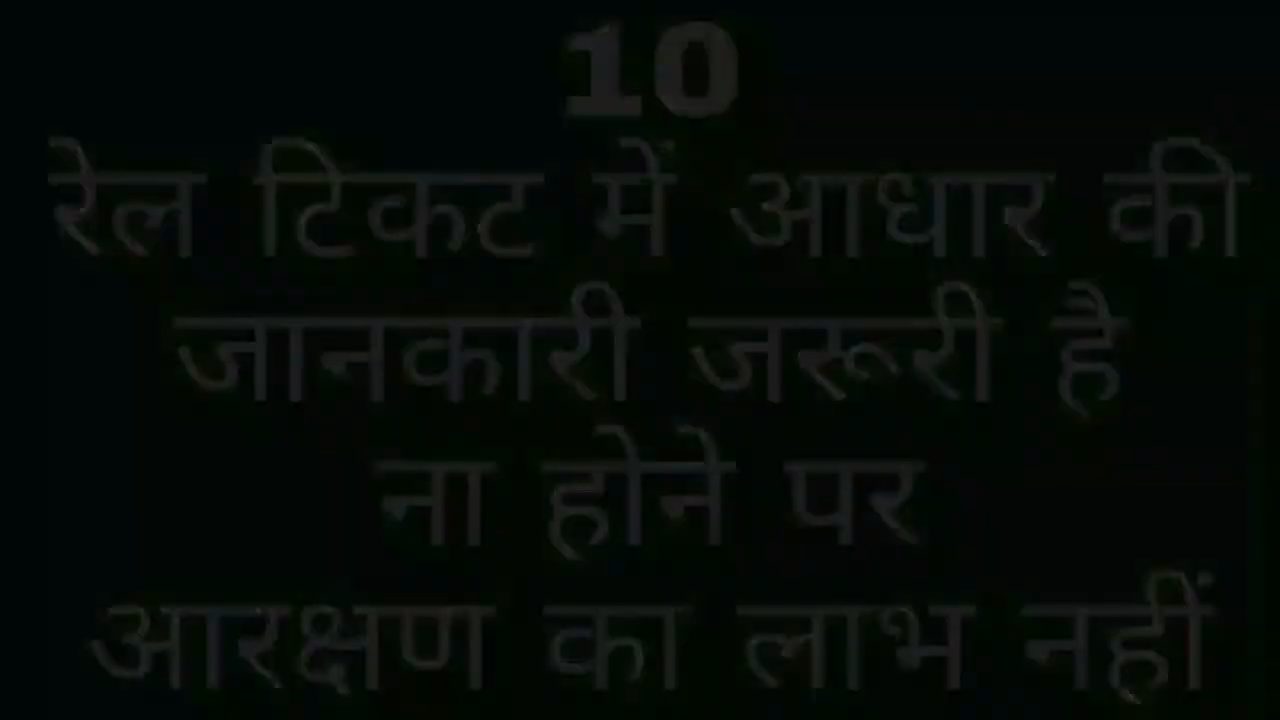 10
रेल टिकट में आधार की
जानकारी जरूरी है
ना होने पर
आरक्षण का लाभ नहीं